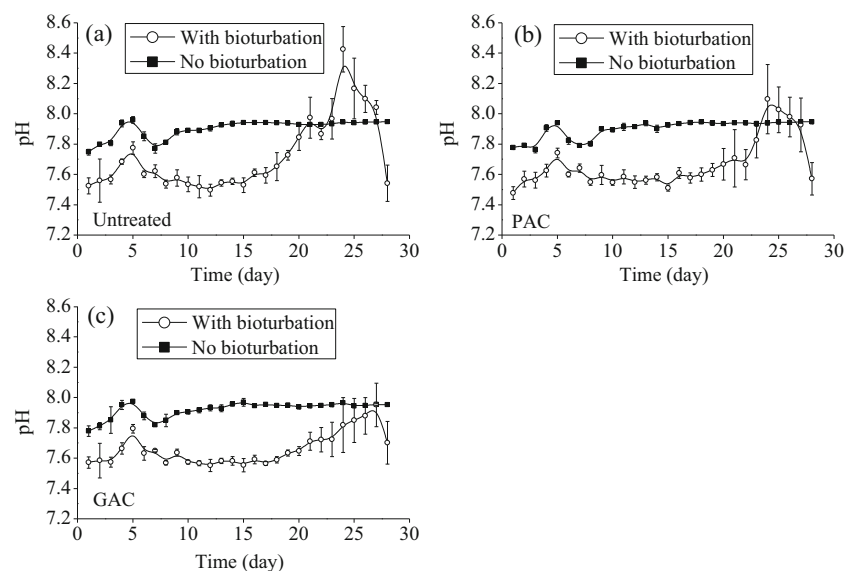 (a)
With bioturbation
No bioturbation
8.6
8.4
8.2
8.0
7.8
7.6
7.4
7.2
pH
Untreated
0 5 10 15 20 25 30
Time (day)
(b)
With bioturbation
No bioturbation
8.6
8.4
8.2
8.0
7.8
7.6
7.4
7.2
pH
PAC
0 5 10 15 20 25 30
Time (day)
(c)
With bioturbation
No bioturbation
8.6
8.4
8.2
8.0
7.8
7.6
7.4
7.2
pH
GAC
0 5 10 15 20 25 30
Time (day)